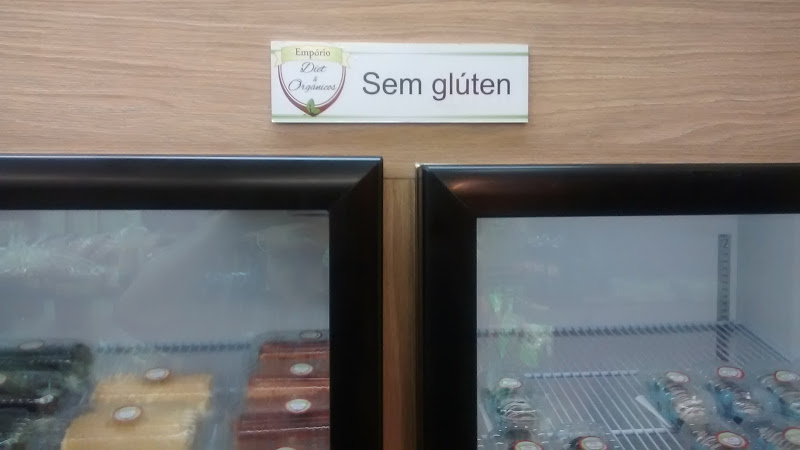 Empório
Diet
&
Orgânicos
Sem glúten